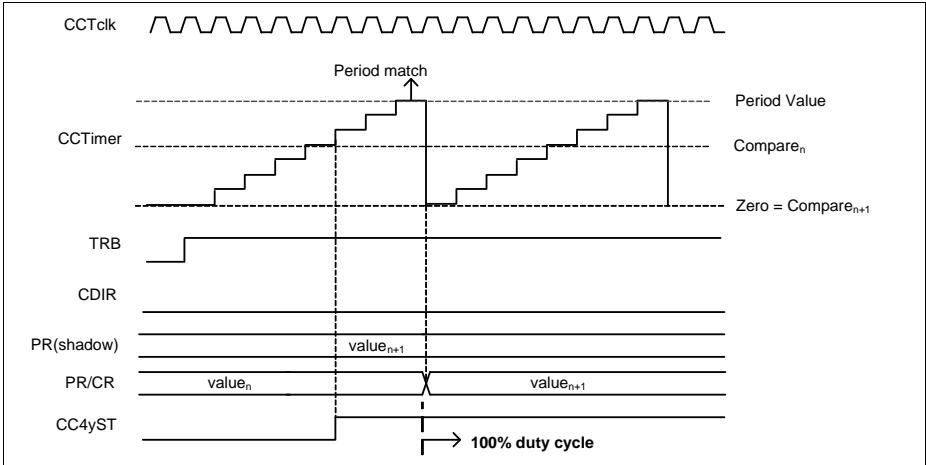 CCTclk
Period match
Period Value
CCTimer
Compareₙ
Zero = Compareₙ₊₁
TRB
CDIR
PR(shadow)
valueₙ₊₁
PR/CR
valueₙ
valueₙ₊₁
CC4yST
100% duty cycle